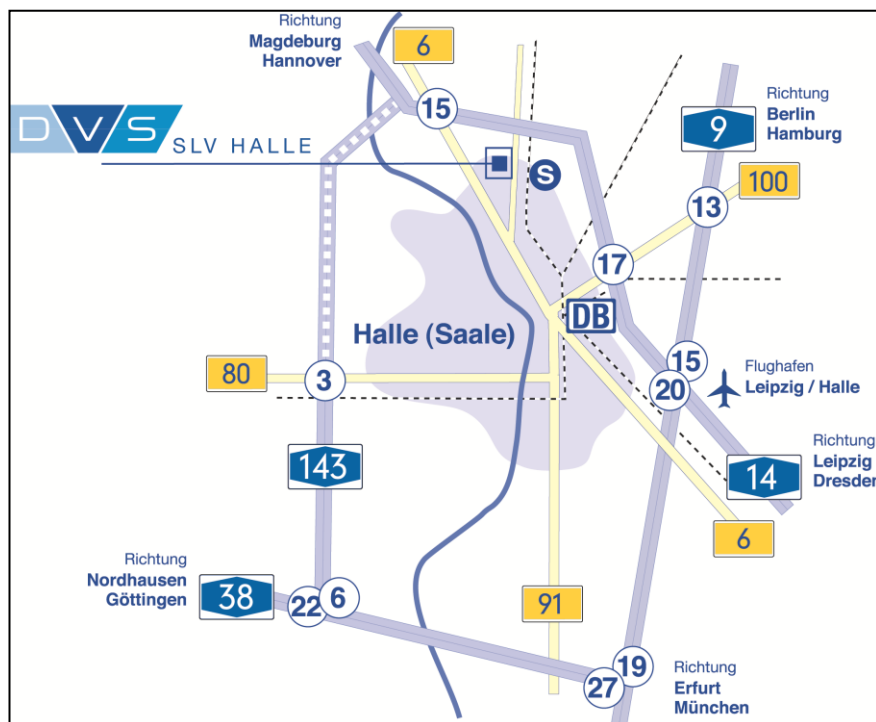 Richtung
Magdeburg
Hannover
6
15
DVS
SLV HALLE
S
9
Richtung
Berlin
Hamburg
100
13
17
DB
Halle (Saale)
80
3
15
20
Flughafen
Leipzig / Halle
143
14
Richtung
Leipzig
Dresden
6
Richtung
Nordhausen
Göttingen
38
22
6
91
19
27
Richtung
Erfurt
München